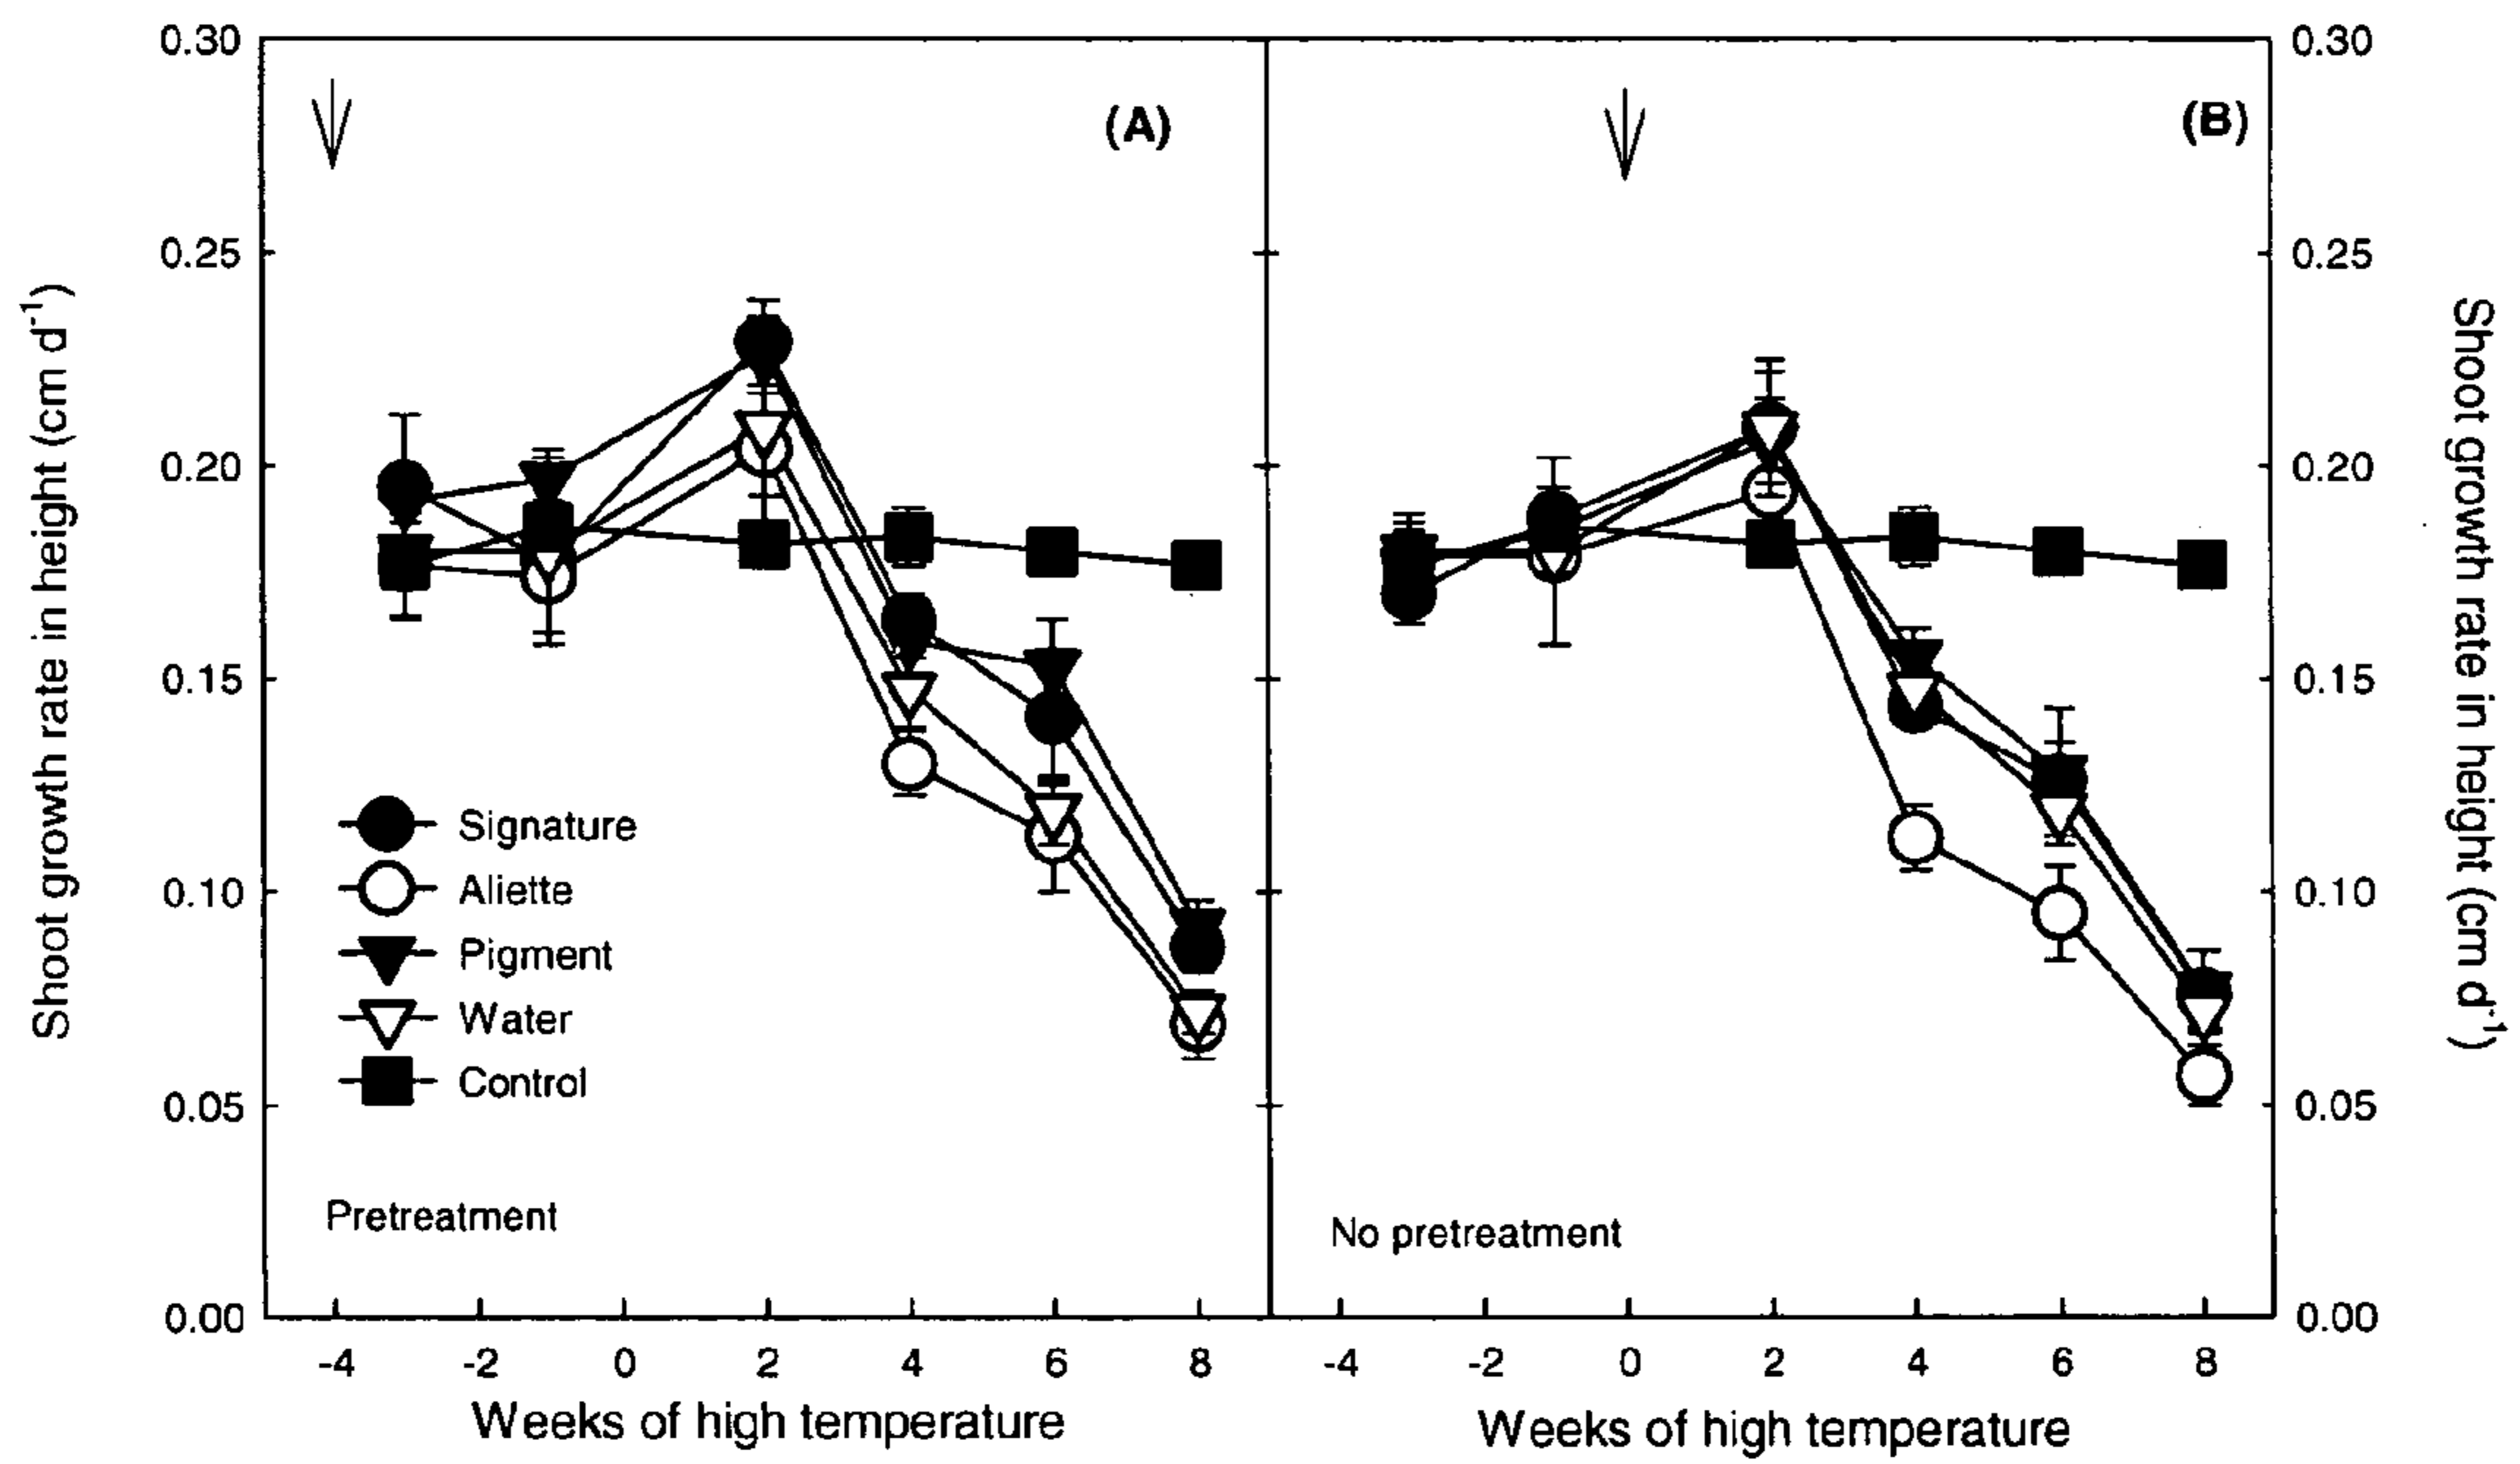 0.30
0.25
0.20
0.15
0.10
0.05
0.00
Shoot growth rate in height (cm d-1)
(A)
Signature
Aliette
Pigment
Water
Control
Pretreatment
-4 -2 0 2 4 6 8
Weeks of high temperature
(B)
No pretreatment
-4 -2 0 2 4 6 8
Weeks of high temperature
0.30
0.25
0.20
0.15
0.10
0.05
0.00
Shoot growth rate in height (cm d-1)